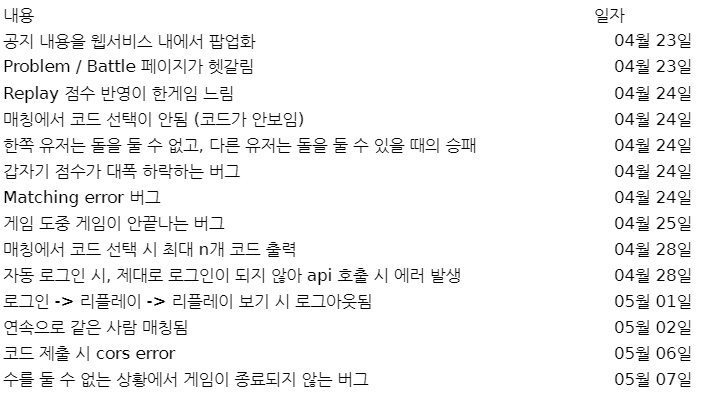 내용 일자
공지 내용을 웹서비스 내에서 팝업화 04월 23일
Problem / Battle 페이지가 헷갈림 04월 23일
Replay 점수 반영이 한게임 느림 04월 24일
매칭에서 코드 선택이 안됨 (코드가 안보임) 04월 24일
한쪽 유저는 돌을 둘 수 없고, 다른 유저는 돌을 둘 수 있을 때의 승패 04월 24일
갑자기 점수가 대폭 하락하는 버그 04월 24일
Matching error 버그 04월 24일
게임 도중 게임이 안끝나는 버그 04월 25일
매칭에서 코드 선택 시 최대 n개 코드 출력 04월 28일
자동 로그인 시, 제대로 로그인이 되지 않아 api 호출 시 에러 발생 04월 28일
로그인 -> 리플레이 -> 리플레이 보기 시 로그아웃됨 05월 01일
연속으로 같은 사람 매칭됨 05월 02일
코드 제출 시 cors error 05월 06일
수를 둘 수 없는 상황에서 게임이 종료되지 않는 버그 05월 07일